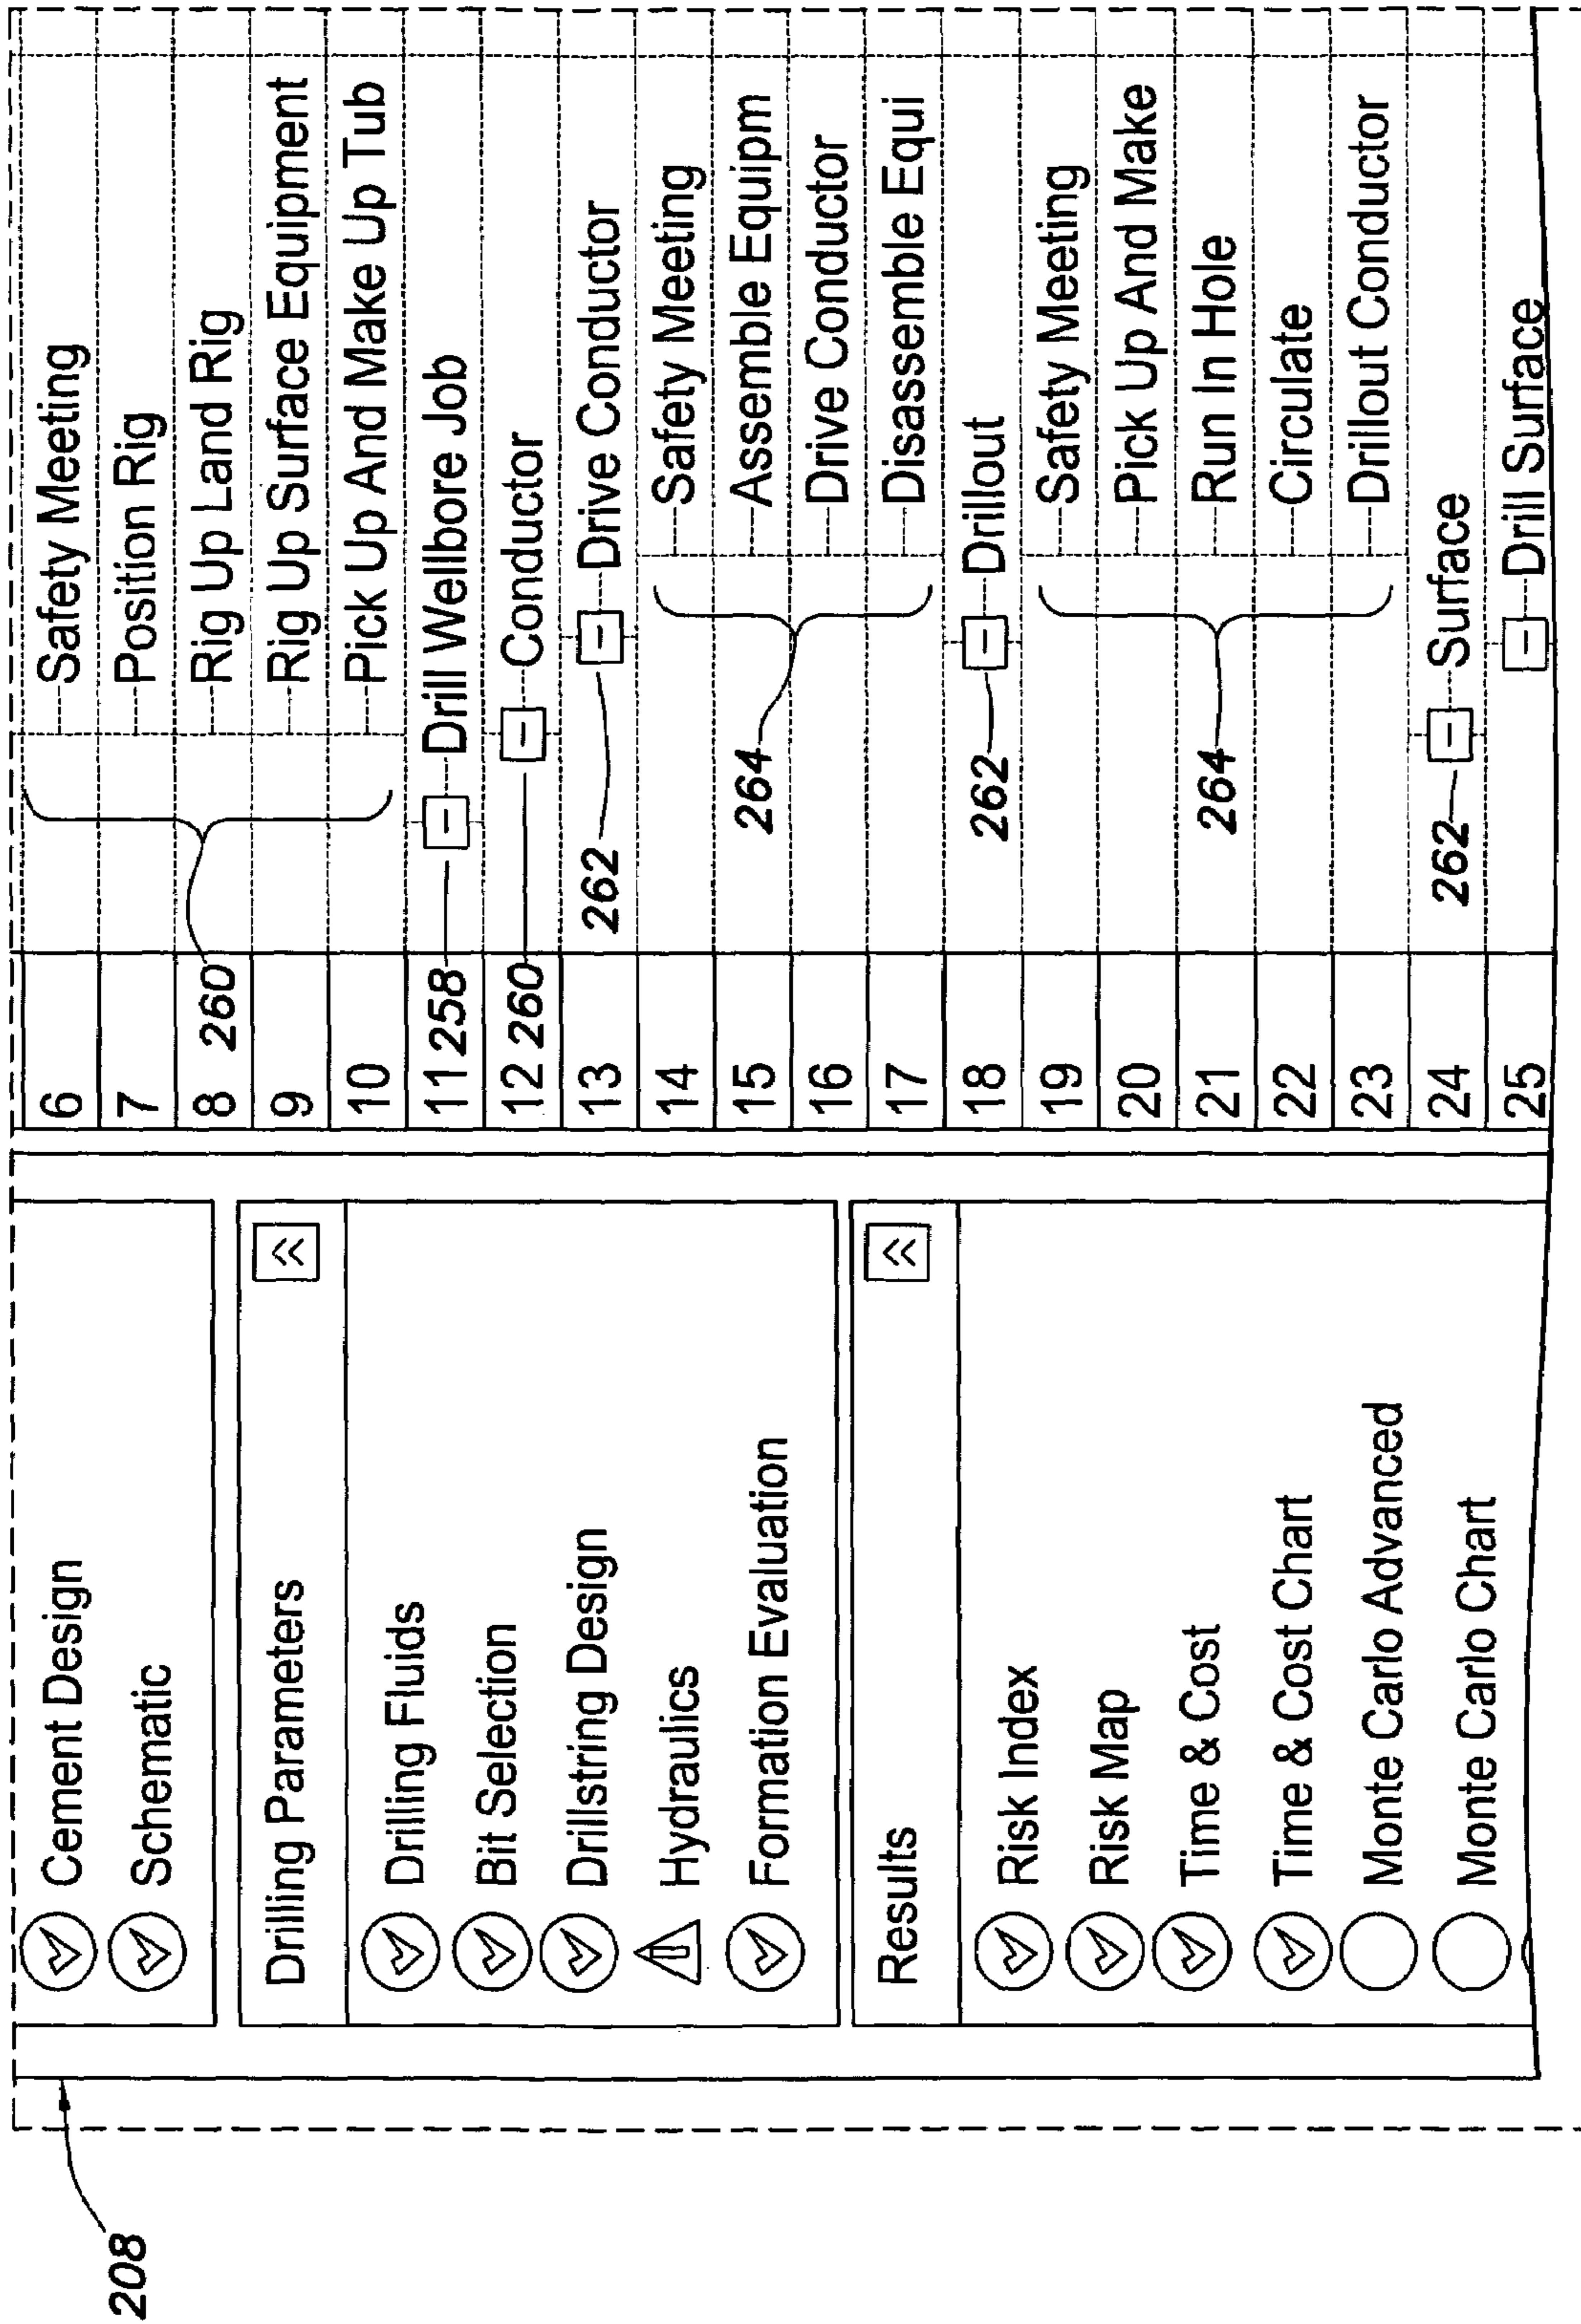 208
Cement Design
Schematic
Drilling Parameters
Drilling Fluids
Bit Selection
Drillstring Design
Hydraulics
Formation Evaluation
Results
Risk Index
Risk Map
Time & Cost
Time & Cost Chart
Monte Carlo Advanced
Monte Carlo Chart
6 Safety Meeting
7 Position Rig
8 260 Rig Up Land Rig
9 Rig Up Surface Equipment
10 Pick Up And Make Up Tub
11 258 Drill Wellbore Job
12 260 Conductor
13 262 Drive Conductor
14 Safety Meeting
15 264 Assemble Equipm
16 Drive Conductor
17 Disassemble Equi
18 262 Drillout
19 Safety Meeting
20 Pick Up And Make
21 264 Run In Hole
22 Circulate
23 Drillout Conductor
24 262 Surface
25 Drill Surface